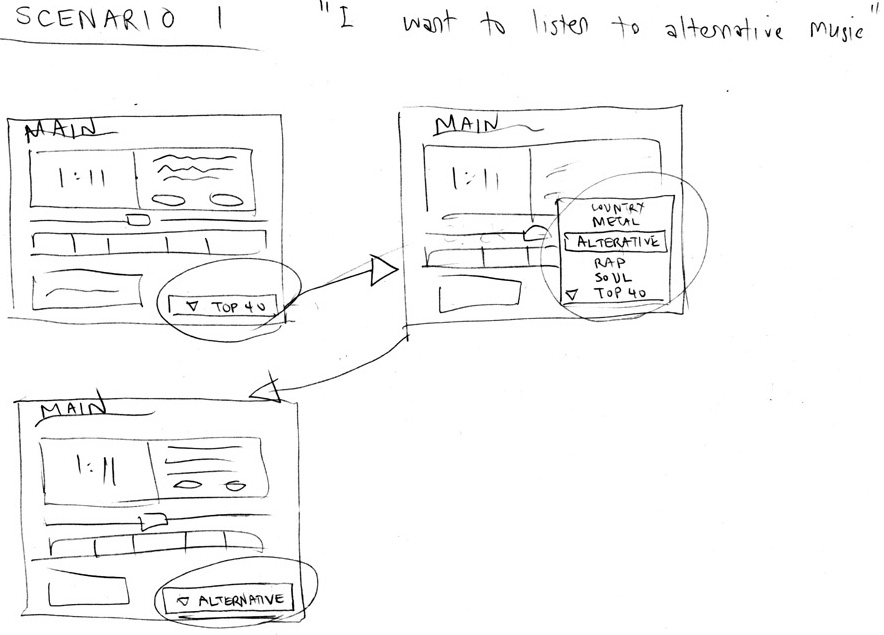 SCENARIO 1
"I want to listen to alternative music"
MAIN
1:11
▽ TOP 40
MAIN
1:11
COUNTRY
METAL
ALTERATIVE
RAP
SOUL
▽ TOP 40
MAIN
1:11
▽ ALTERNATIVE